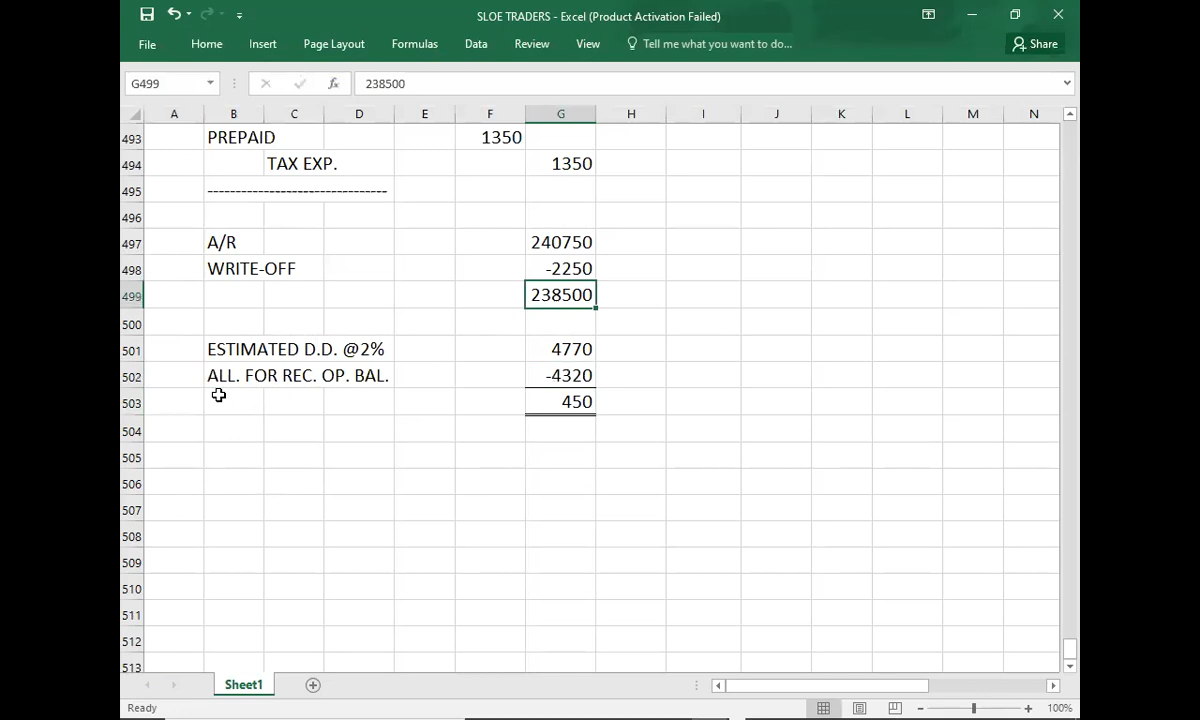 SLOE TRADERS - Excel (Product Activation Failed)
File Home Insert Page Layout Formulas Data Review View Tell me what you want to do... Share
G499 fx 238500
A B C D E F G H I J K L M N
493 PREPAID 1350
494 TAX EXP. 1350
495 -------------------------------
496
497 A/R 240750
498 WRITE-OFF -2250
499 238500
500
501 ESTIMATED D.D. @2% 4770
502 ALL. FOR REC. OP. BAL. -4320
503 450
504
505
506
507
508
509
510
511
512
513
Sheet1
Ready 100%